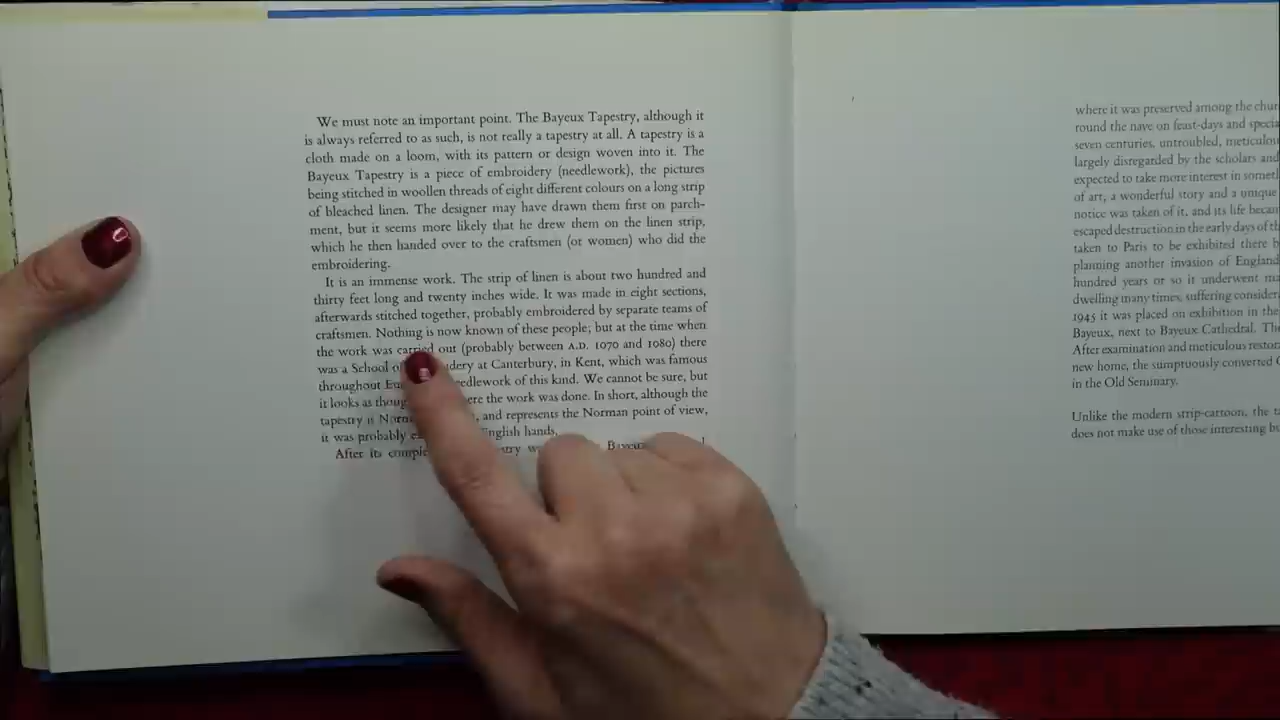 We must note an important point. The Bayeux Tapestry, although it
is always referred to as such, is not really a tapestry at all. A tapestry is a
cloth made on a loom, with its pattern or design woven into it. The
Bayeux Tapestry is a piece of embroidery (needlework), the pictures
being stitched in woollen threads of eight different colours on a long strip
of bleached linen. The designer may have drawn them first on parch-
ment, but it seems more likely that he drew them on the linen strip,
which he then handed over to the craftsmen (or women) who did the
embroidering.
It is an immense work. The strip of linen is about two hundred and
thirty feet long and twenty inches wide. It was made in eight sections,
afterwards stitched together, probably embroidered by separate teams of
craftsmen. Nothing is now known of these people; but at the time when
the work was carried out (probably between A.D. 1070 and 1080) there
was a School at Canterbury, in Kent, which was famous
throughout needlework of this kind. We cannot be sure, but
it looks as the work was done. In short, although the
tapestry is and represents the Norman point of view,
it was probably English hands.
After its
where it was preserved among the
round the nave on feast-days and
seven centuries, untroubled,
largely disregarded by the scholars and
expected to take more interest in
of art, a wonderful story and a unique
notice was taken of it, and its life
escaped destruction in the early days of
taken to Paris to be exhibited there
planning another invasion of England
hundred years or so it underwent
dwelling many times, suffering
1945 it was placed on exhibition in the
Bayeux, next to Bayeux Cathedral.
After examination and meticulous
new home, the sumptuously converted
in the Old Seminary.
Unlike the modern strip-cartoon, the
does not make use of those interesting